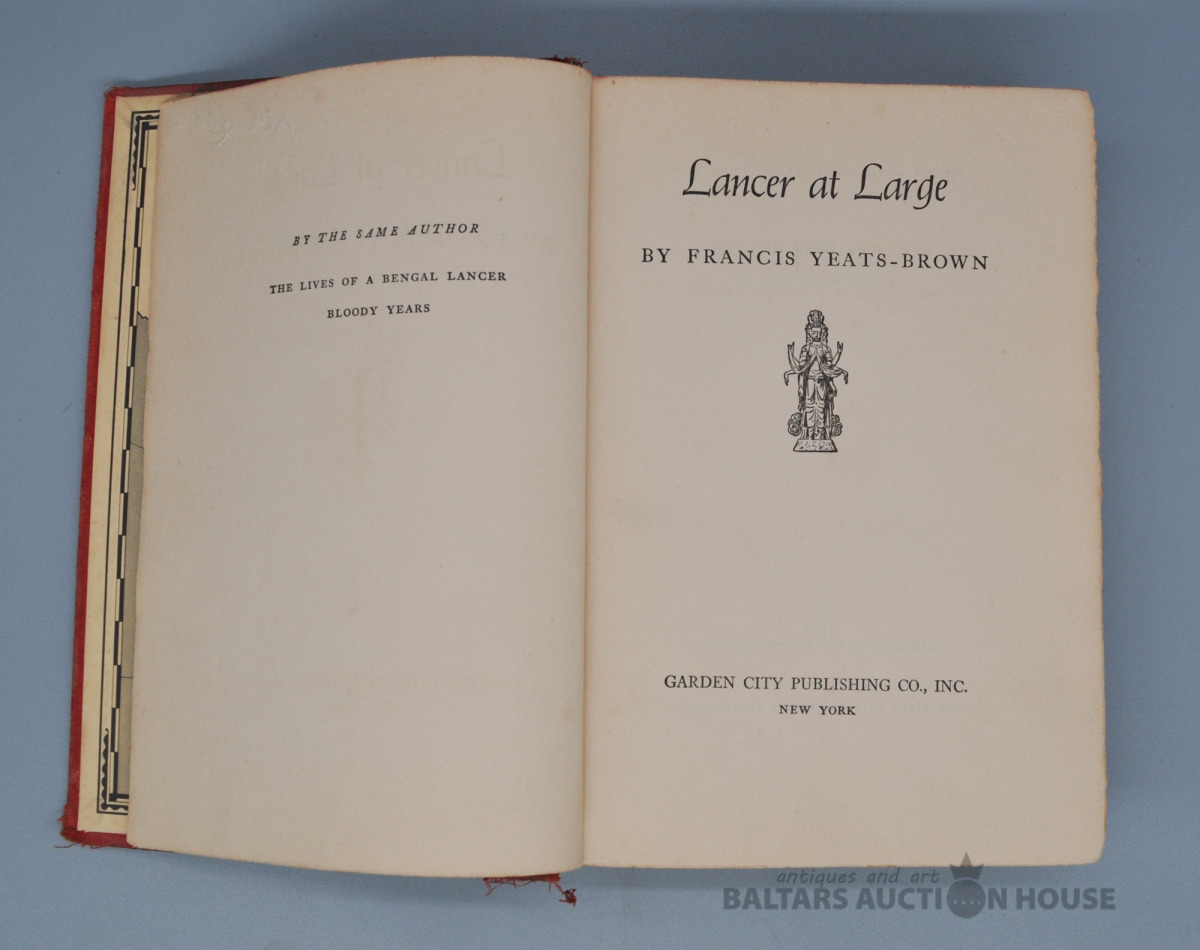 BY THE SAME AUTHOR
THE LIVES OF A BENGAL LANCER
BLOODY YEARS
Lancer at Large
BY FRANCIS YEATS-BROWN
GARDEN CITY PUBLISHING CO., INC.
NEW YORK
antiques and art
BALTARS AUCTION HOUSE